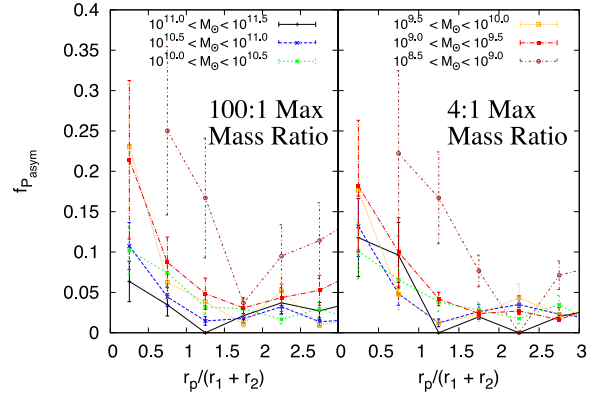 0.4
0.35
0.3
0.25
0.2
0.15
0.1
0.05
0
f_{P_{asym}}
10^{11.0} < M_⊙ < 10^{11.5}
10^{10.5} < M_⊙ < 10^{11.0}
10^{10.0} < M_⊙ < 10^{10.5}
100:1 Max
Mass Ratio
0 0.5 1 1.5 2 2.5
r_p/(r_1 + r_2)
10^{9.5} < M_⊙ < 10^{10.0}
10^{9.0} < M_⊙ < 10^{9.5}
10^{8.5} < M_⊙ < 10^{9.0}
4:1 Max
Mass Ratio
0 0.5 1 1.5 2 2.5 3
r_p/(r_1 + r_2)